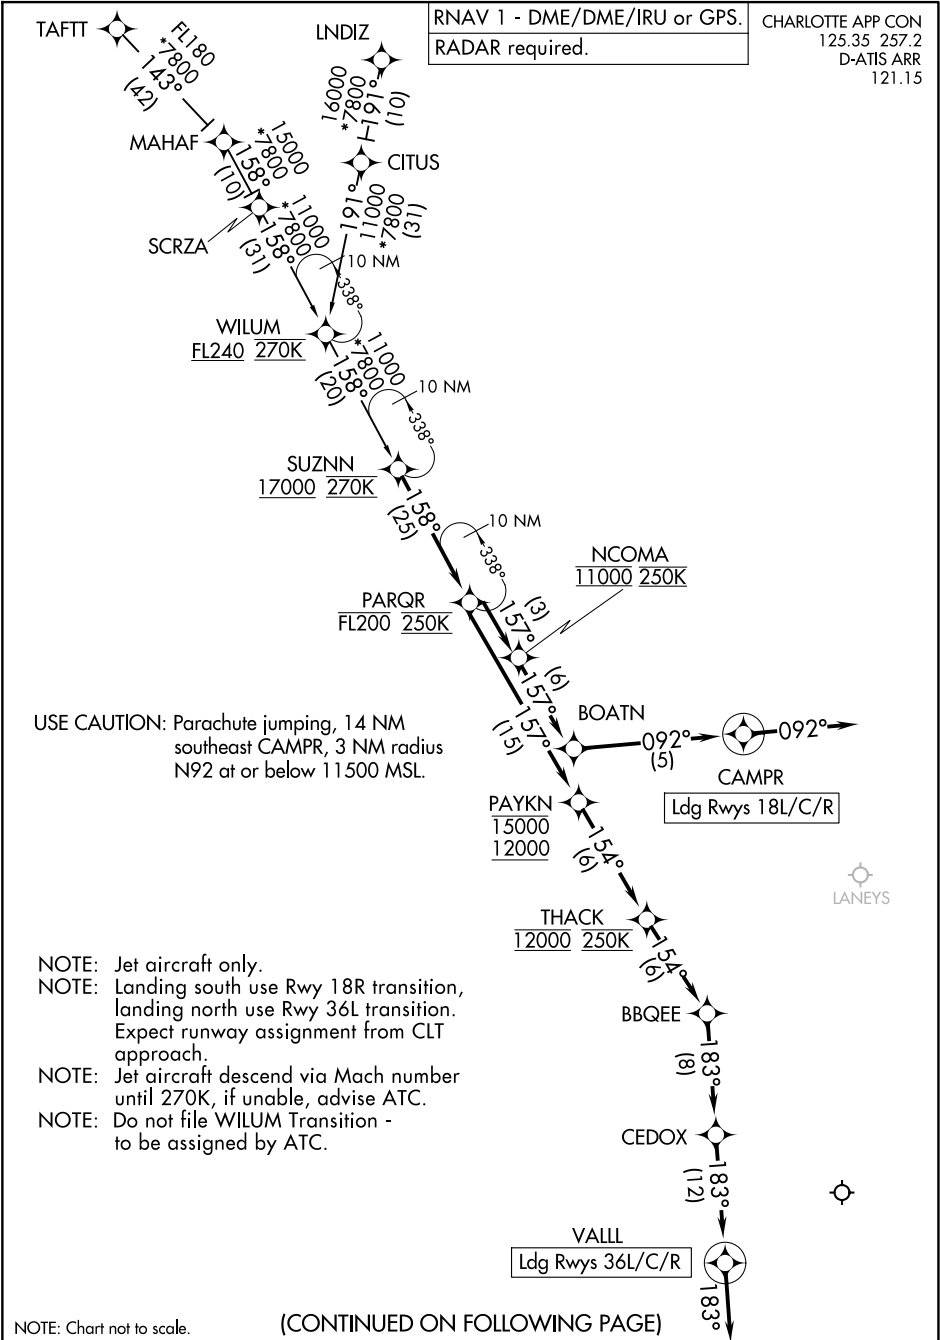 RNAV 1 - DME/DME/IRU or GPS.
RADAR required.
CHARLOTTE APP CON
125.35 257.2
D-ATIS ARR
121.15
TAFTT
FL180
*7800
143°
(42)
LNDIZ
16000
*7800
191°
(10)
MAHAF
15000
*7800
158°
(10)
CITUS
191°
11000
*7800
(31)
SCRZA
11000
*7800
158°
(31)
10 NM
338°
WILUM
FL240 270K
11000
*7800
158°
(20)
10 NM
338°
SUZNN
17000 270K
158°
(25)
10 NM
338°
NCOMA
11000 250K
PARQR
FL200 250K
(3)
157°
(6)
157°
157°
(15)
USE CAUTION: Parachute jumping, 14 NM
southeast CAMPR, 3 NM radius
N92 at or below 11500 MSL.
BOATN
092°
(5)
092°
CAMPR
Ldg Rwys 18L/C/R
PAYKN
15000
12000
154°
(6)
LANEYS
THACK
12000 250K
154°
(6)
NOTE: Jet aircraft only.
NOTE: Landing south use Rwy 18R transition,
landing north use Rwy 36L transition.
Expect runway assignment from CLT
approach.
NOTE: Jet aircraft descend via Mach number
until 270K, if unable, advise ATC.
NOTE: Do not file WILUM Transition -
to be assigned by ATC.
BBQEE
183°
(8)
CEDOX
183°
(12)
VALLL
Ldg Rwys 36L/C/R
183°
NOTE: Chart not to scale.
(CONTINUED ON FOLLOWING PAGE)